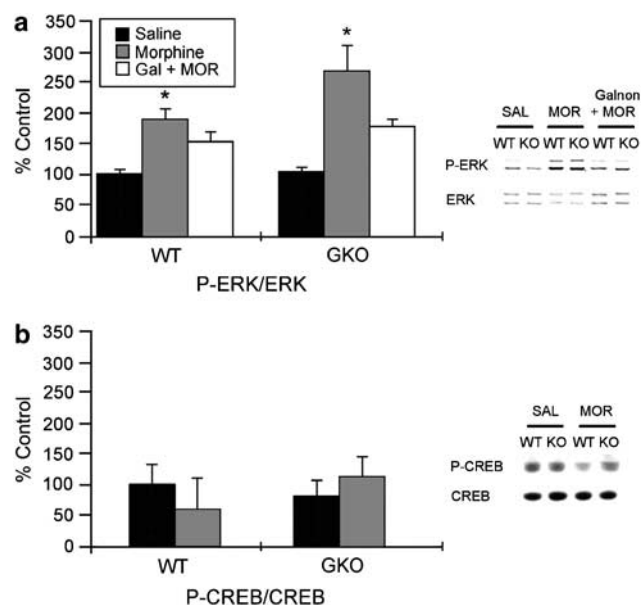 a
% Control
350
300
250
200
150
100
50
0
Saline
Morphine
Gal + MOR
*
*
WT
GKO
P-ERK/ERK
Galnon
SAL MOR + MOR
WT KO WT KO WT KO
P-ERK
ERK
b
% Control
350
300
250
200
150
100
50
0
WT
GKO
P-CREB/CREB
SAL MOR
WT KO WT KO
P-CREB
CREB